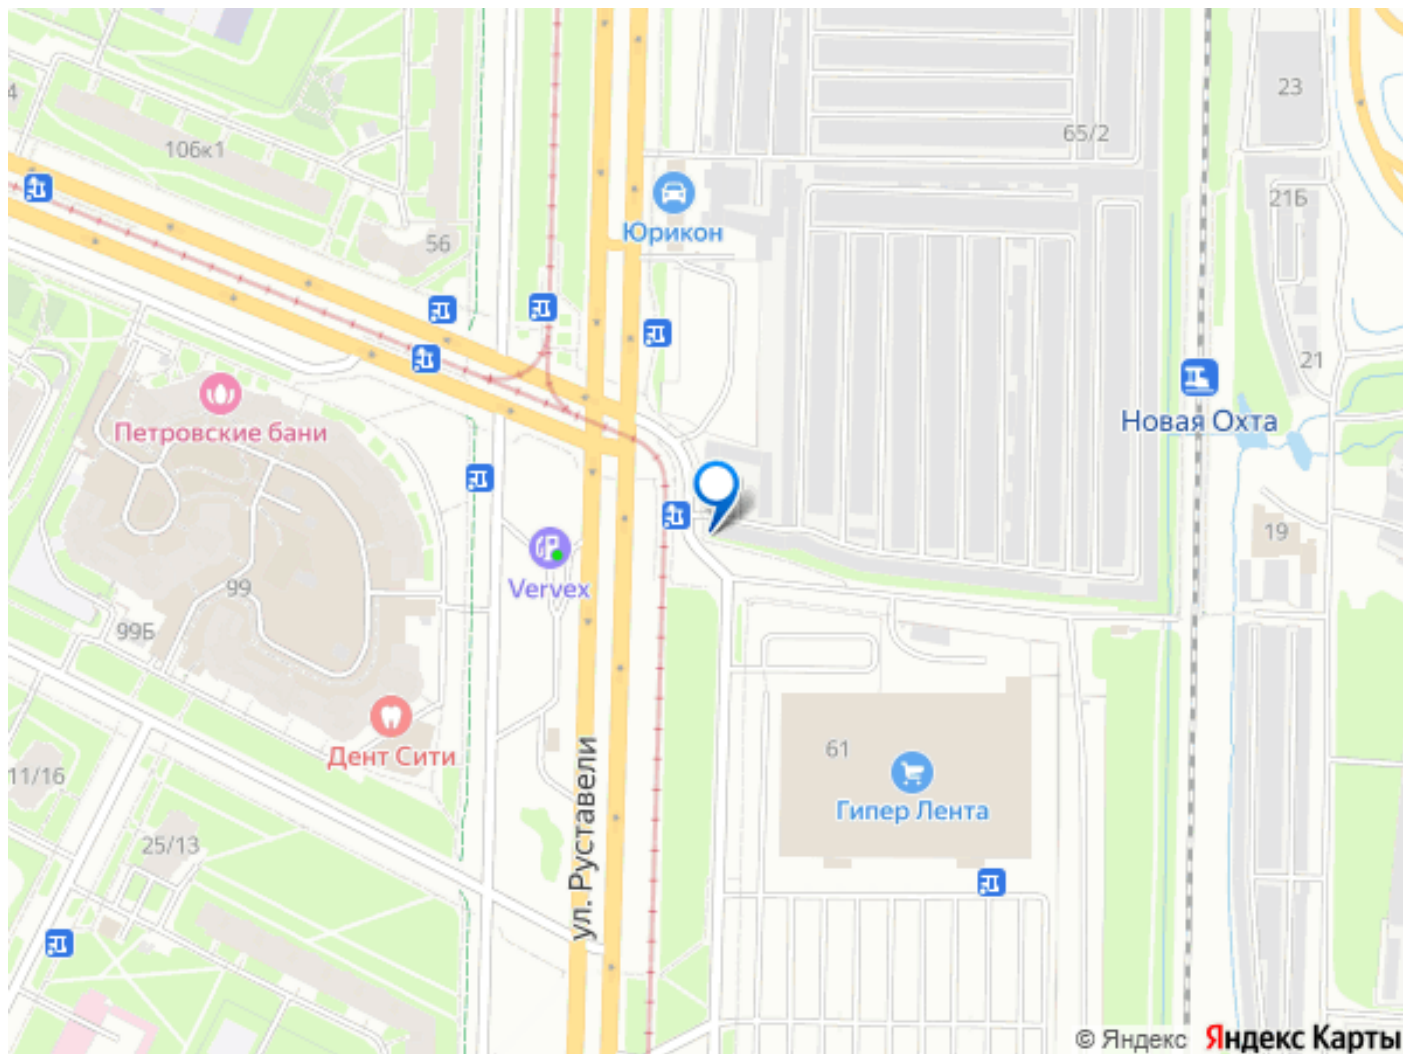 23
4
65/2
106к1
21Б
Юрикон
56
21
Новая Охта
Петровские бани
19
99
Vervex
99Б
61
Дент Сити
11/16
Гипер Лента
ул. Руставели
25/13
© Яндекс Яндекс Карты